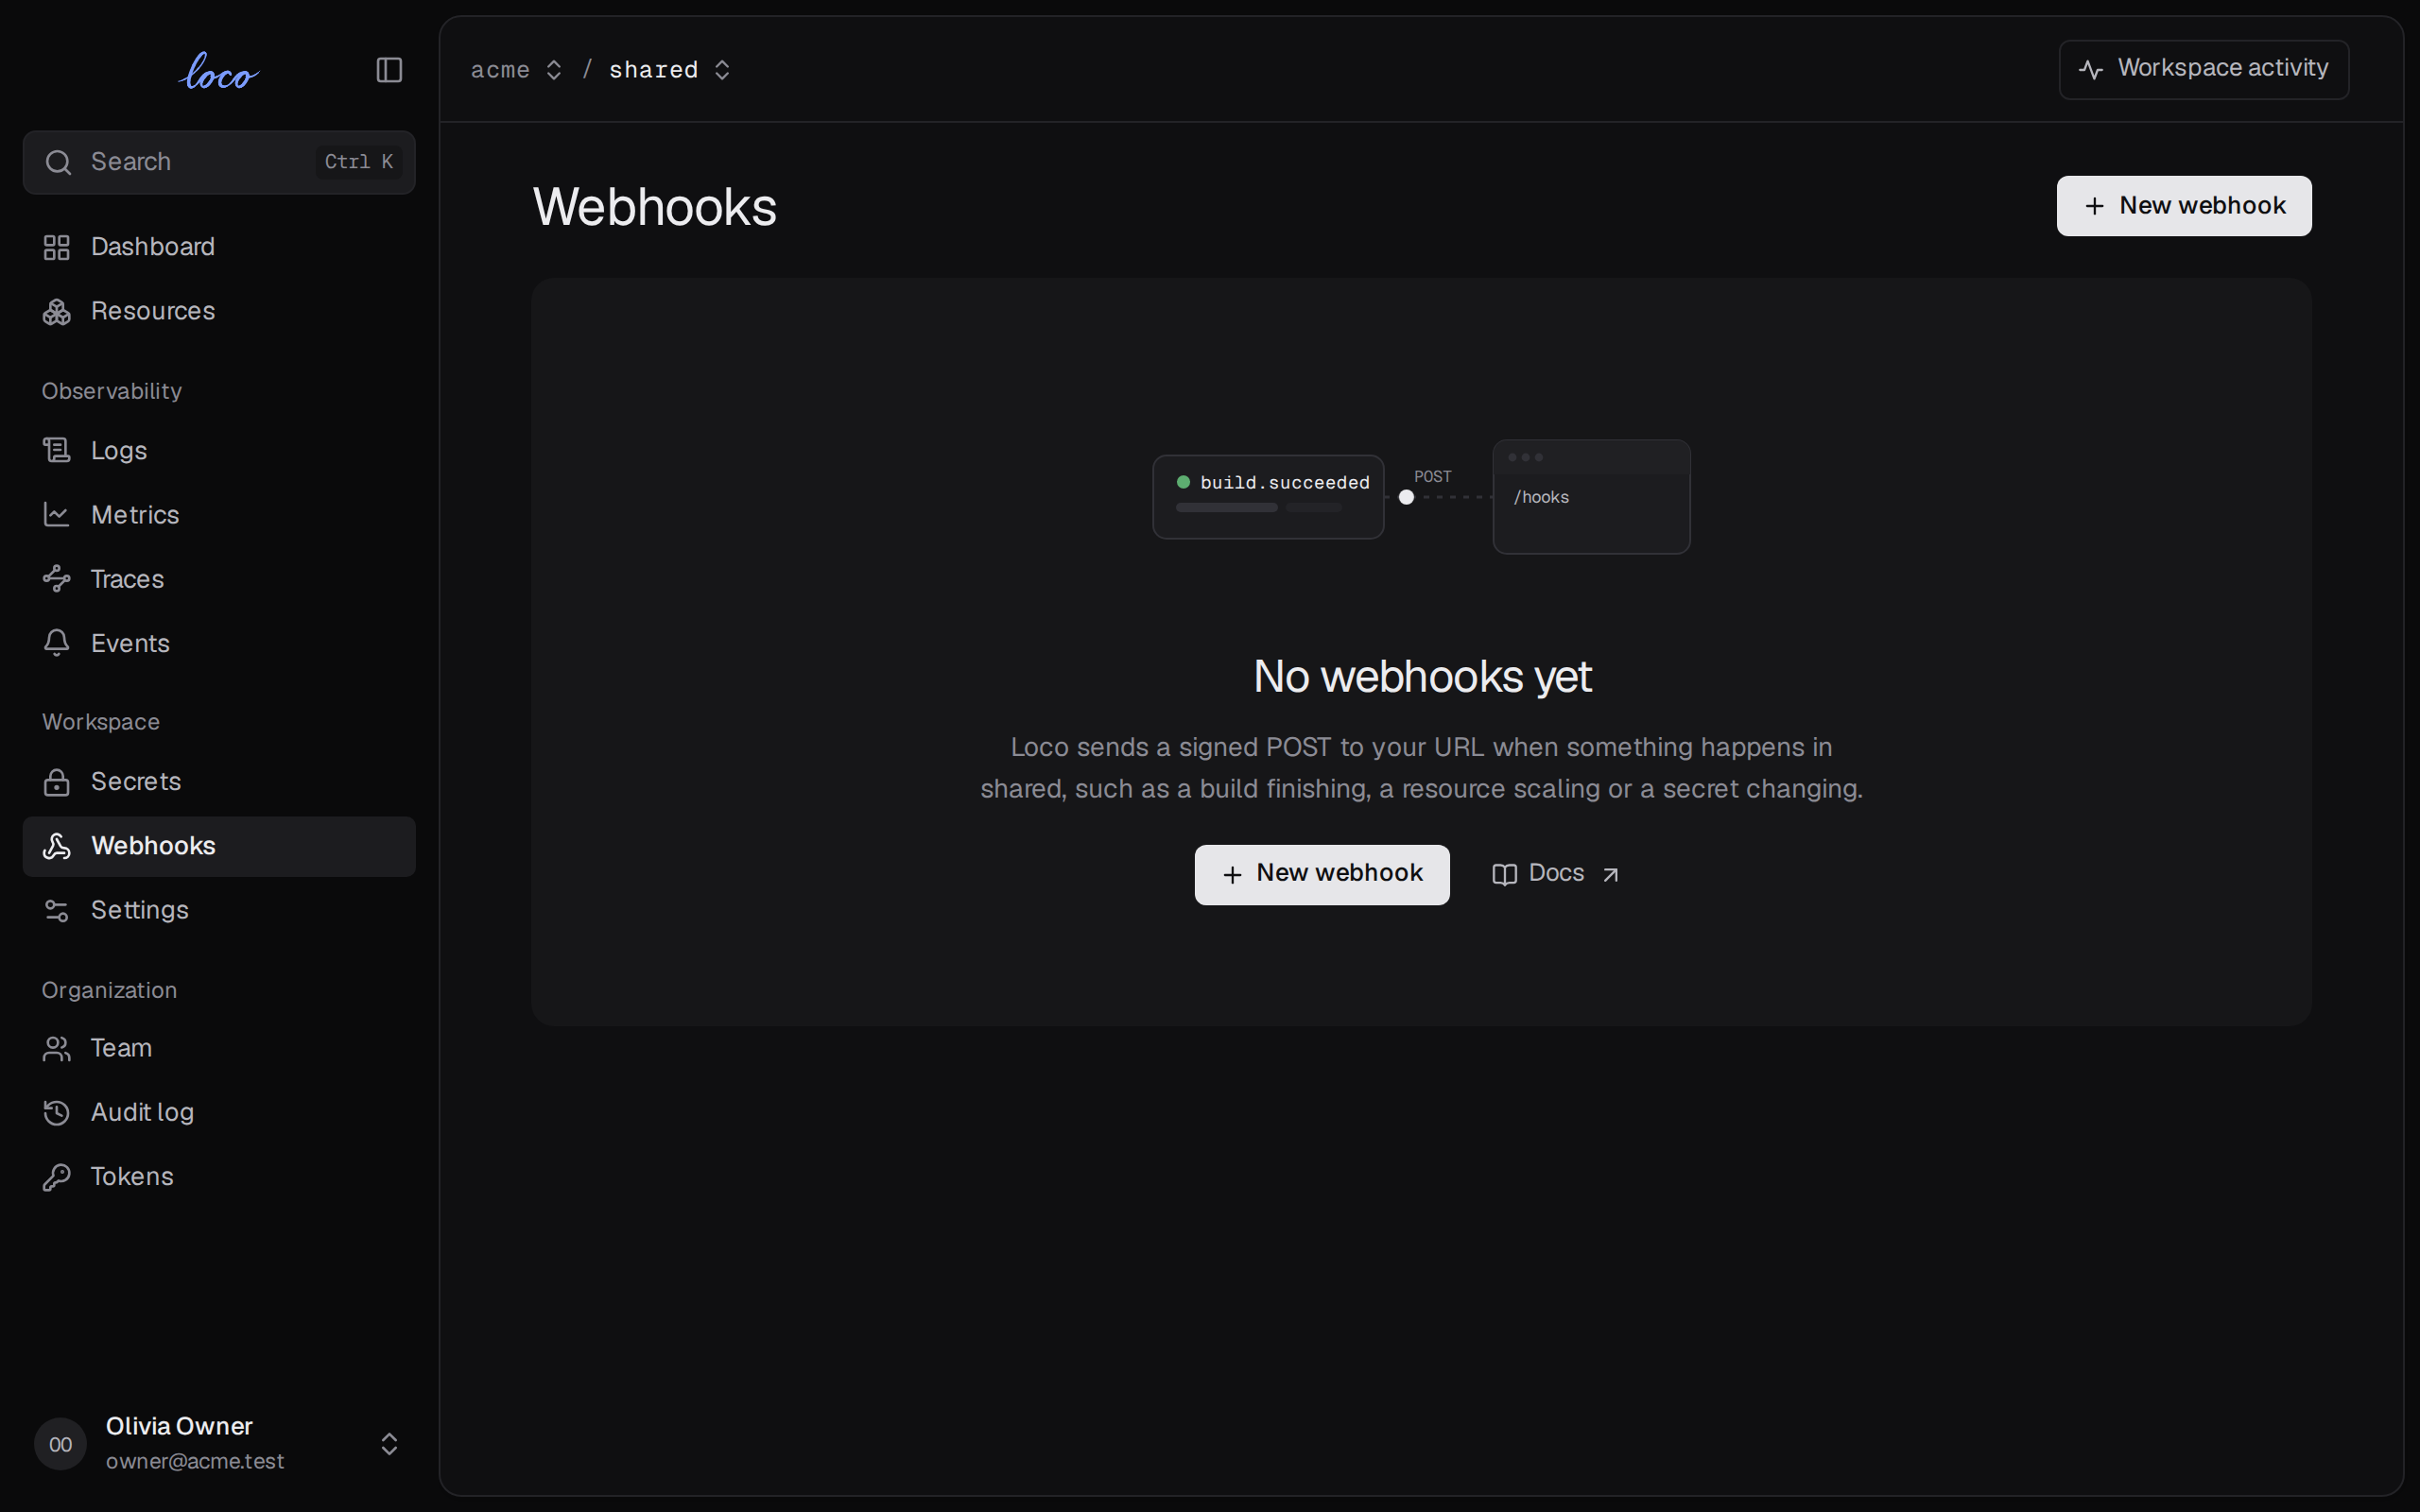 loco
acme / shared
Workspace activity
Search Ctrl K
Dashboard
Resources
Observability
Logs
Metrics
Traces
Events
Workspace
Secrets
Webhooks
Settings
Organization
Team
Audit log
Tokens
OO Olivia Owner
owner@acme.test
Webhooks
New webhook
build.succeeded
POST
/hooks
No webhooks yet
Loco sends a signed POST to your URL when something happens in
shared, such as a build finishing, a resource scaling or a secret changing.
New webhook
Docs